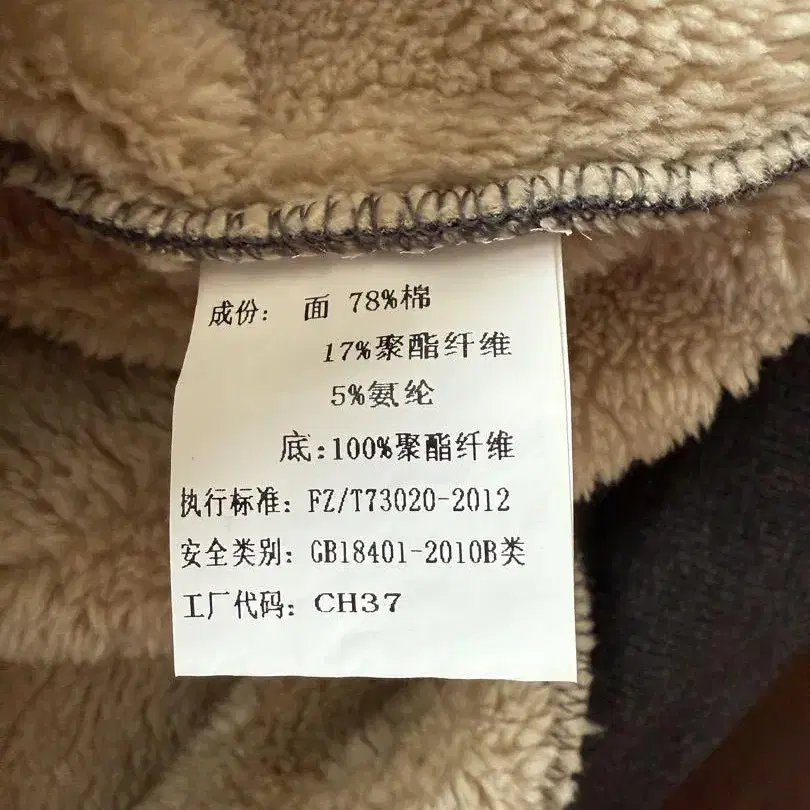 成份： 面 78%棉
17%聚酯纤维
5%氨纶
底：100%聚酯纤维
执行标准：FZ/T73020-2012
安全类别：GB18401-2010B类
工厂代码：CH37